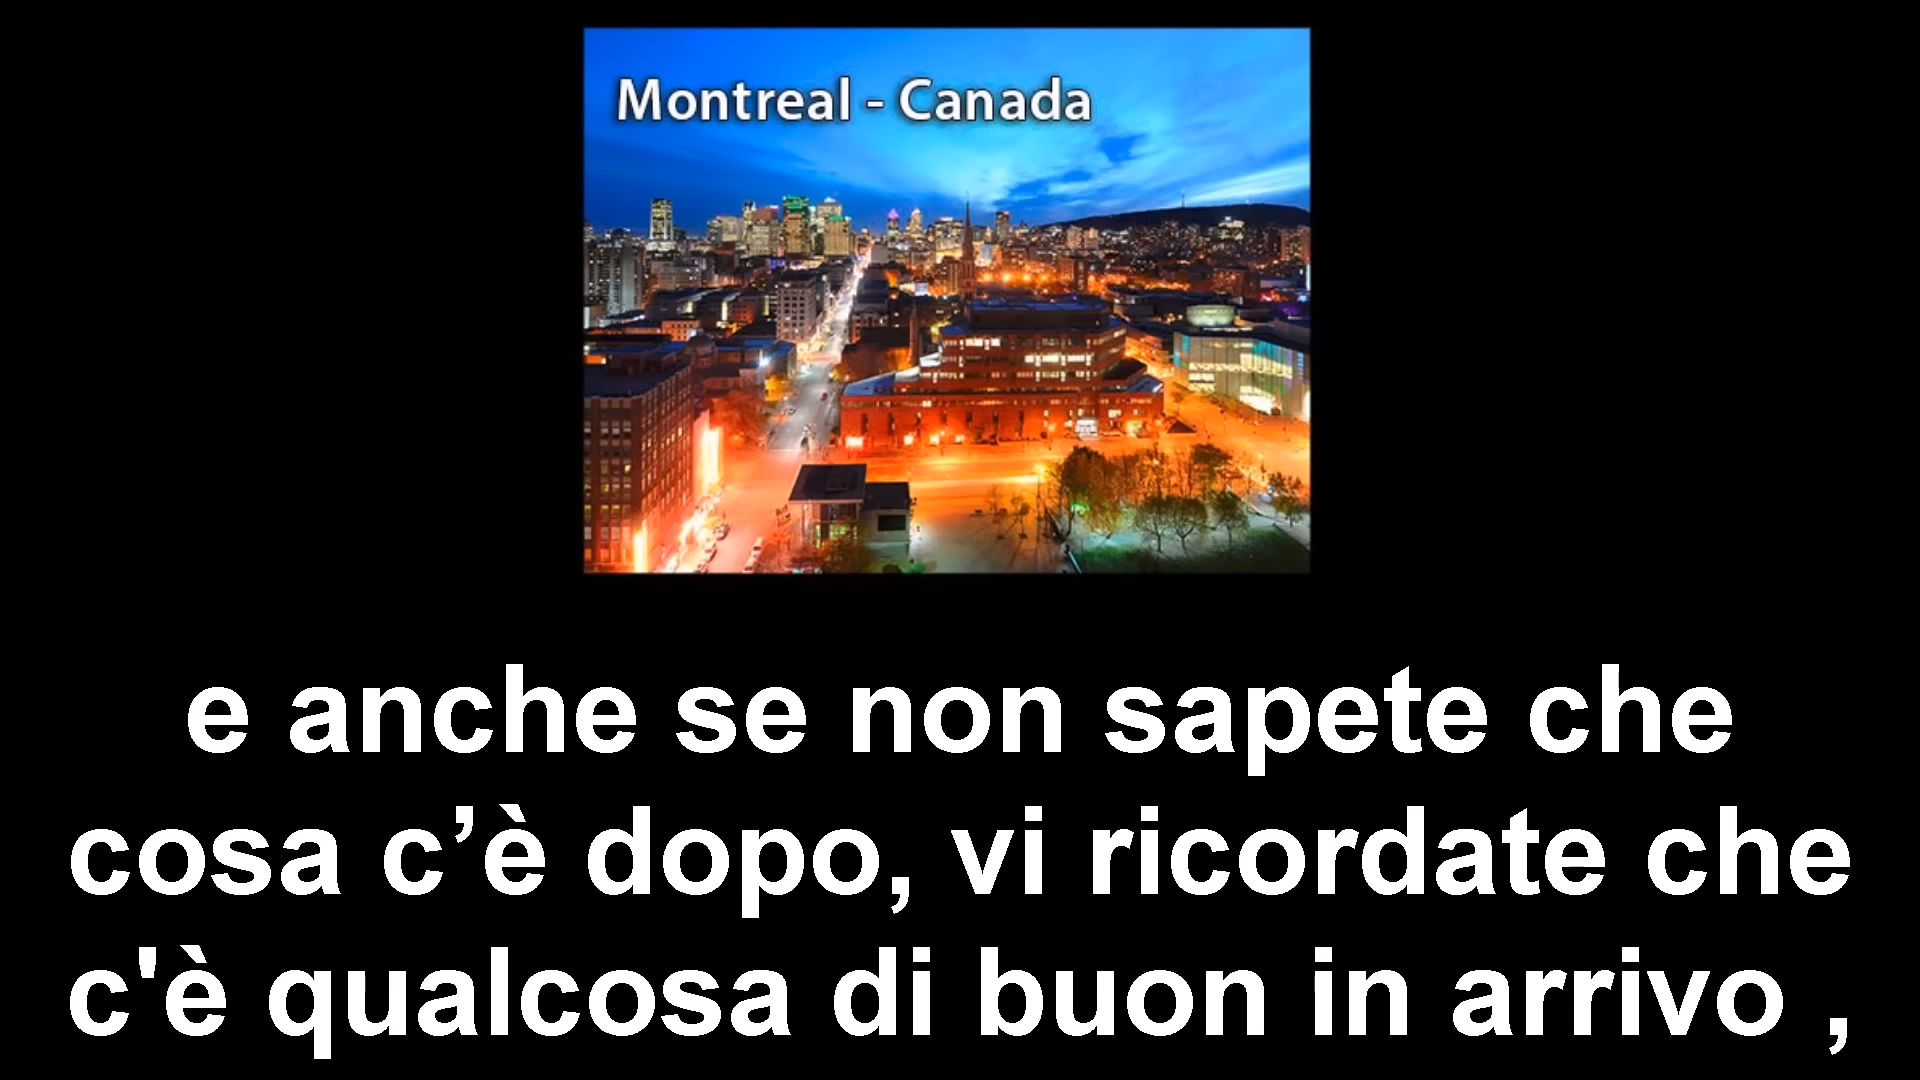 Montreal - Canada
e anche se non sapete che
cosa c’è dopo, vi ricordate che
c'è qualcosa di buon in arrivo ,